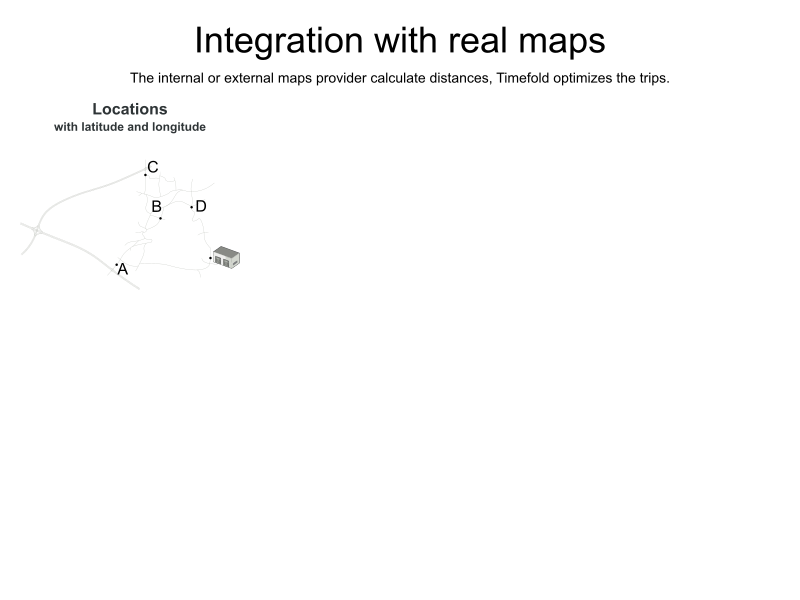 Integration with real maps
The internal or external maps provider calculate distances, Timefold optimizes the trips.
Locations
with latitude and longitude
C
B
D
A